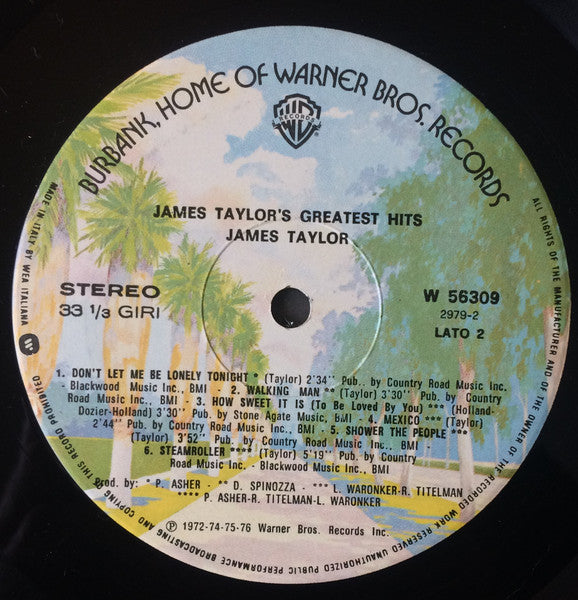 BURBANK, HOME OF WARNER BROS. RECORDS
WB
RECORDS
JAMES TAYLOR'S GREATEST HITS
JAMES TAYLOR
STEREO
33 1/3 GIRI
W 56309
2979-2
LATO 2
1. DON'T LET ME BE LONELY TONIGHT * (Taylor) 2'34" Pub. by Country Road Music Inc.,
- Blackwood Music Inc., BMI - 2. WALKING MAN ** (Taylor) 3'30" Pub. by Country
Road Music Inc., BMI - 3. HOW SWEET IT IS (To Be Loved By You) *** (Holland-
Dozier-Holland) 3'30" Pub. by Stone Agate Music, BMI - 4. MEXICO *** (Taylor)
2'44" Pub. by Country Road Music Inc., BMI - 5. SHOWER THE PEOPLE ***
(Taylor) 3'52" Pub. by Country Road Music Inc., BMI
6. STEAMROLLER **** (Taylor) 5'19" Pub. by Country
Road Music Inc. - Blackwood Music Inc., BMI
Prod. by: * P. ASHER - ** D. SPINOZZA - *** L. WARONKER-R. TITELMAN
**** P. ASHER-R. TITELMAN-L. WARONKER
Ⓟ 1972-74-75-76 Warner Bros. Records Inc.
MADE IN ITALY BY WEA ITALIANA
ALL RIGHTS OF THE MANUFACTURER AND OF THE OWNER OF THE RECORDED WORK RESERVED UNAUTHORIZED PUBLIC PERFORMANCE BROADCASTING AND COPYING OF THIS RECORD PROHIBITED